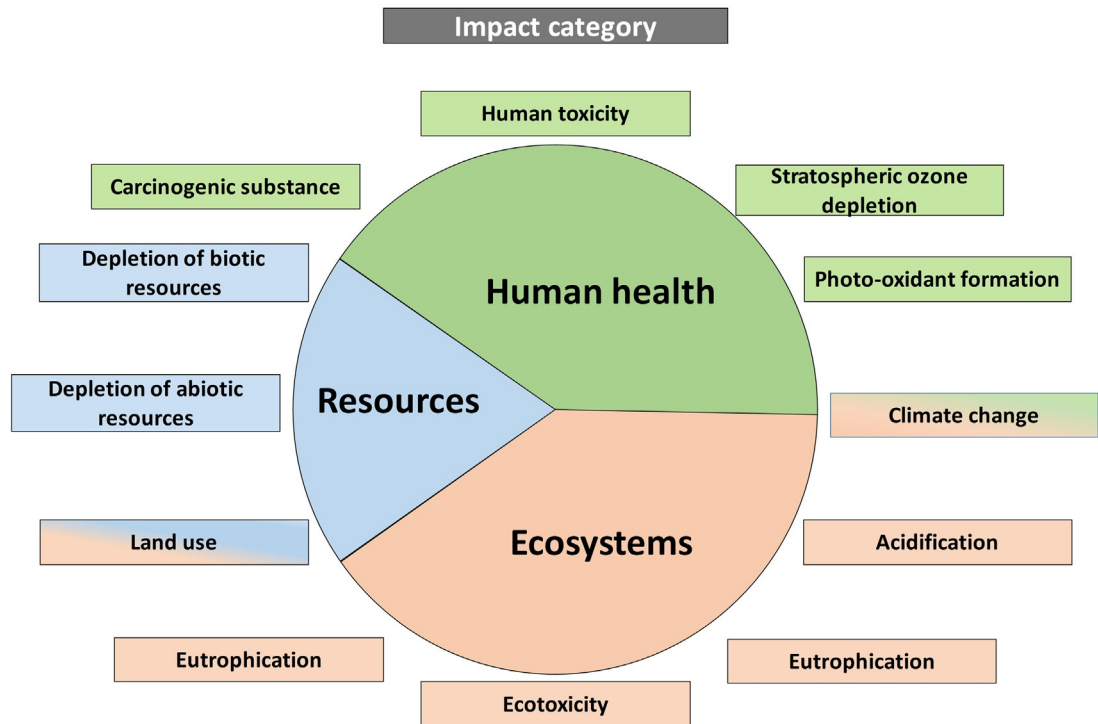 Impact category
Human toxicity
Carcinogenic substance
Stratospheric ozone
depletion
Depletion of biotic
resources
Photo-oxidant formation
Human health
Depletion of abiotic
resources
Resources
Climate change
Land use
Ecosystems
Acidification
Eutrophication
Eutrophication
Ecotoxicity